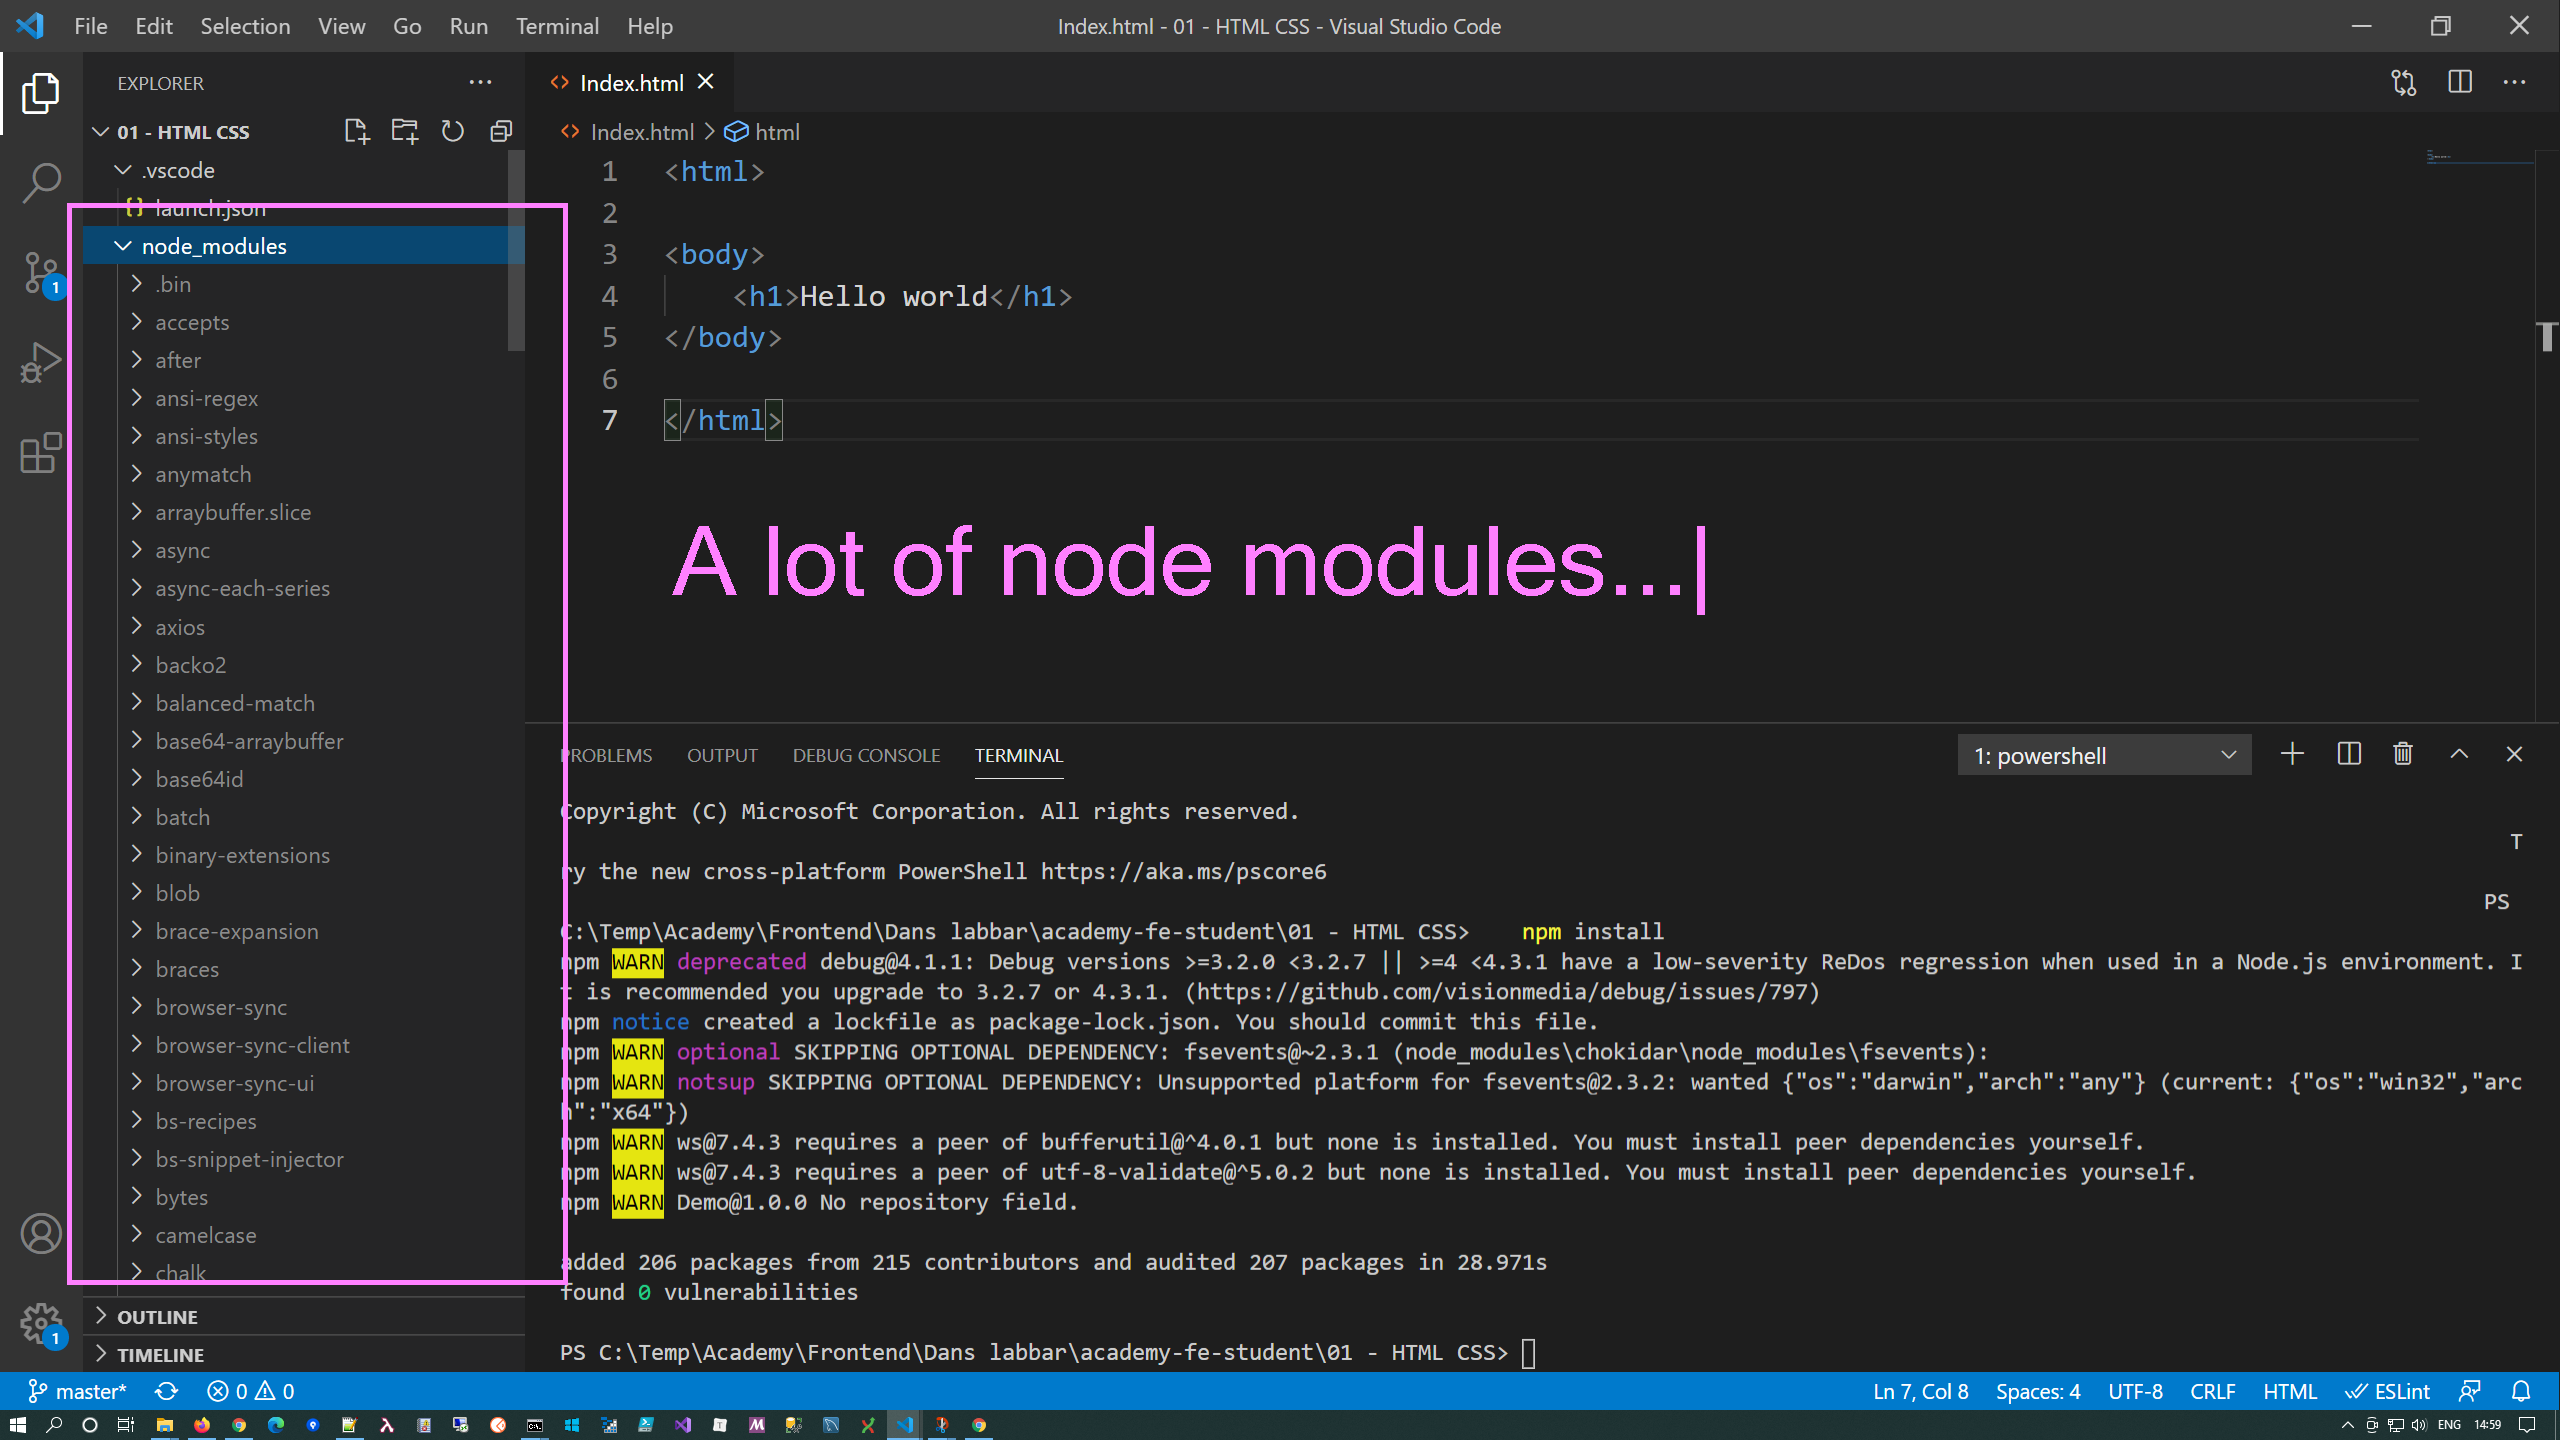 File Edit Selection View Go Run Terminal Help
Index.html - 01 - HTML CSS - Visual Studio Code
EXPLORER
01 - HTML CSS
.vscode
launch.json
node_modules
.bin
accepts
after
ansi-regex
ansi-styles
anymatch
arraybuffer.slice
async
async-each-series
axios
backo2
balanced-match
base64-arraybuffer
base64id
batch
binary-extensions
blob
brace-expansion
braces
browser-sync
browser-sync-client
browser-sync-ui
bs-recipes
bs-snippet-injector
bytes
camelcase
chalk
OUTLINE
TIMELINE
1
1
Index.html
Index.html > html
1 <html>
2
3 <body>
4 <h1>Hello world</h1>
5 </body>
6
7 </html>
A lot of node modules...
PROBLEMS OUTPUT DEBUG CONSOLE TERMINAL
1: powershell
Copyright (C) Microsoft Corporation. All rights reserved.
T
ry the new cross-platform PowerShell https://aka.ms/pscore6
PS
C:\Temp\Academy\Frontend\Dans labbar\academy-fe-student\01 - HTML CSS> npm install
npm WARN deprecated debug@4.1.1: Debug versions >=3.2.0 <3.2.7 || >=4 <4.3.1 have a low-severity ReDos regression when used in a Node.js environment. I
t is recommended you upgrade to 3.2.7 or 4.3.1. (https://github.com/visionmedia/debug/issues/797)
npm notice created a lockfile as package-lock.json. You should commit this file.
npm WARN optional SKIPPING OPTIONAL DEPENDENCY: fsevents@~2.3.1 (node_modules\chokidar\node_modules\fsevents):
npm WARN notsup SKIPPING OPTIONAL DEPENDENCY: Unsupported platform for fsevents@2.3.2: wanted {"os":"darwin","arch":"any"} (current: {"os":"win32","arc
h":"x64"})
npm WARN ws@7.4.3 requires a peer of bufferutil@^4.0.1 but none is installed. You must install peer dependencies yourself.
npm WARN ws@7.4.3 requires a peer of utf-8-validate@^5.0.2 but none is installed. You must install peer dependencies yourself.
npm WARN Demo@1.0.0 No repository field.
added 206 packages from 215 contributors and audited 207 packages in 28.971s
found 0 vulnerabilities
PS C:\Temp\Academy\Frontend\Dans labbar\academy-fe-student\01 - HTML CSS>
master* 0 0
Ln 7, Col 8 Spaces: 4 UTF-8 CRLF HTML ESLint
ENG 14:59